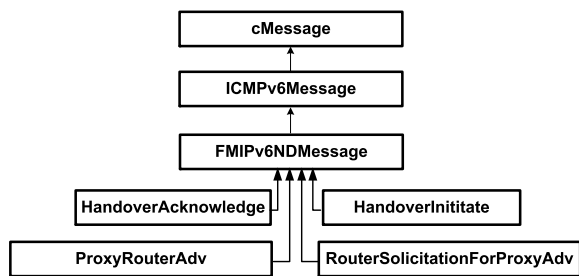 cMessage
ICMPv6Message
FMIPv6NDMessage
HandoverAcknowledge
HandoverInititate
ProxyRouterAdv
RouterSolicitationForProxyAdv